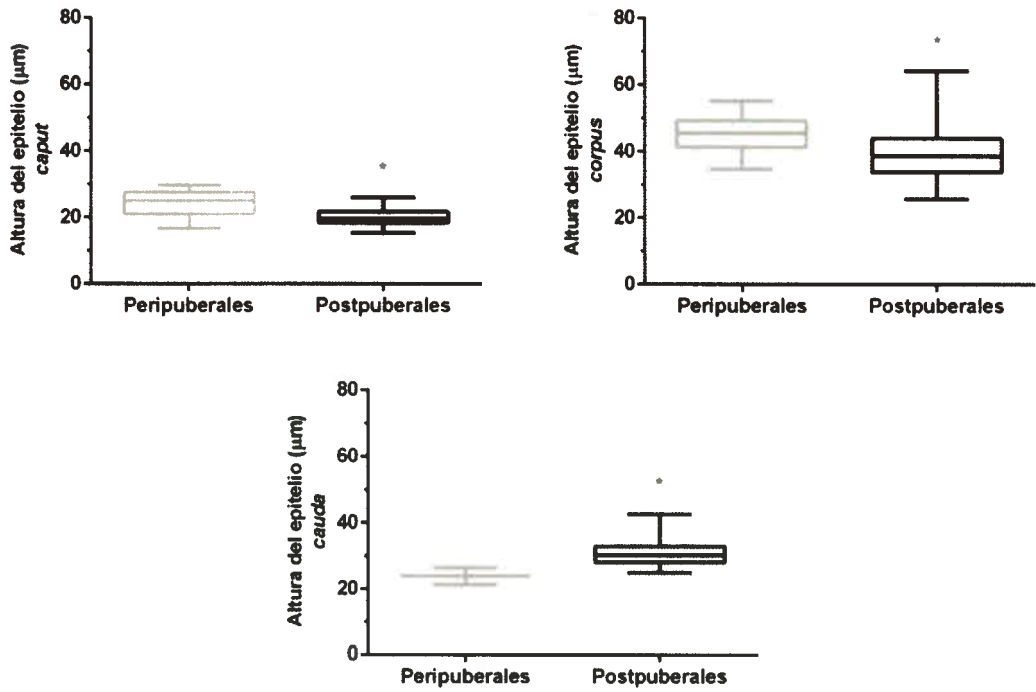 Altura del epitelio (µm)
caput
80
60
40
20
0
Peripuberales
Postpuberales
Altura del epitelio (µm)
corpus
80
60
40
20
0
Peripuberales
Postpuberales
Altura del epitelio (µm)
cauda
80
60
40
20
0
Peripuberales
Postpuberales